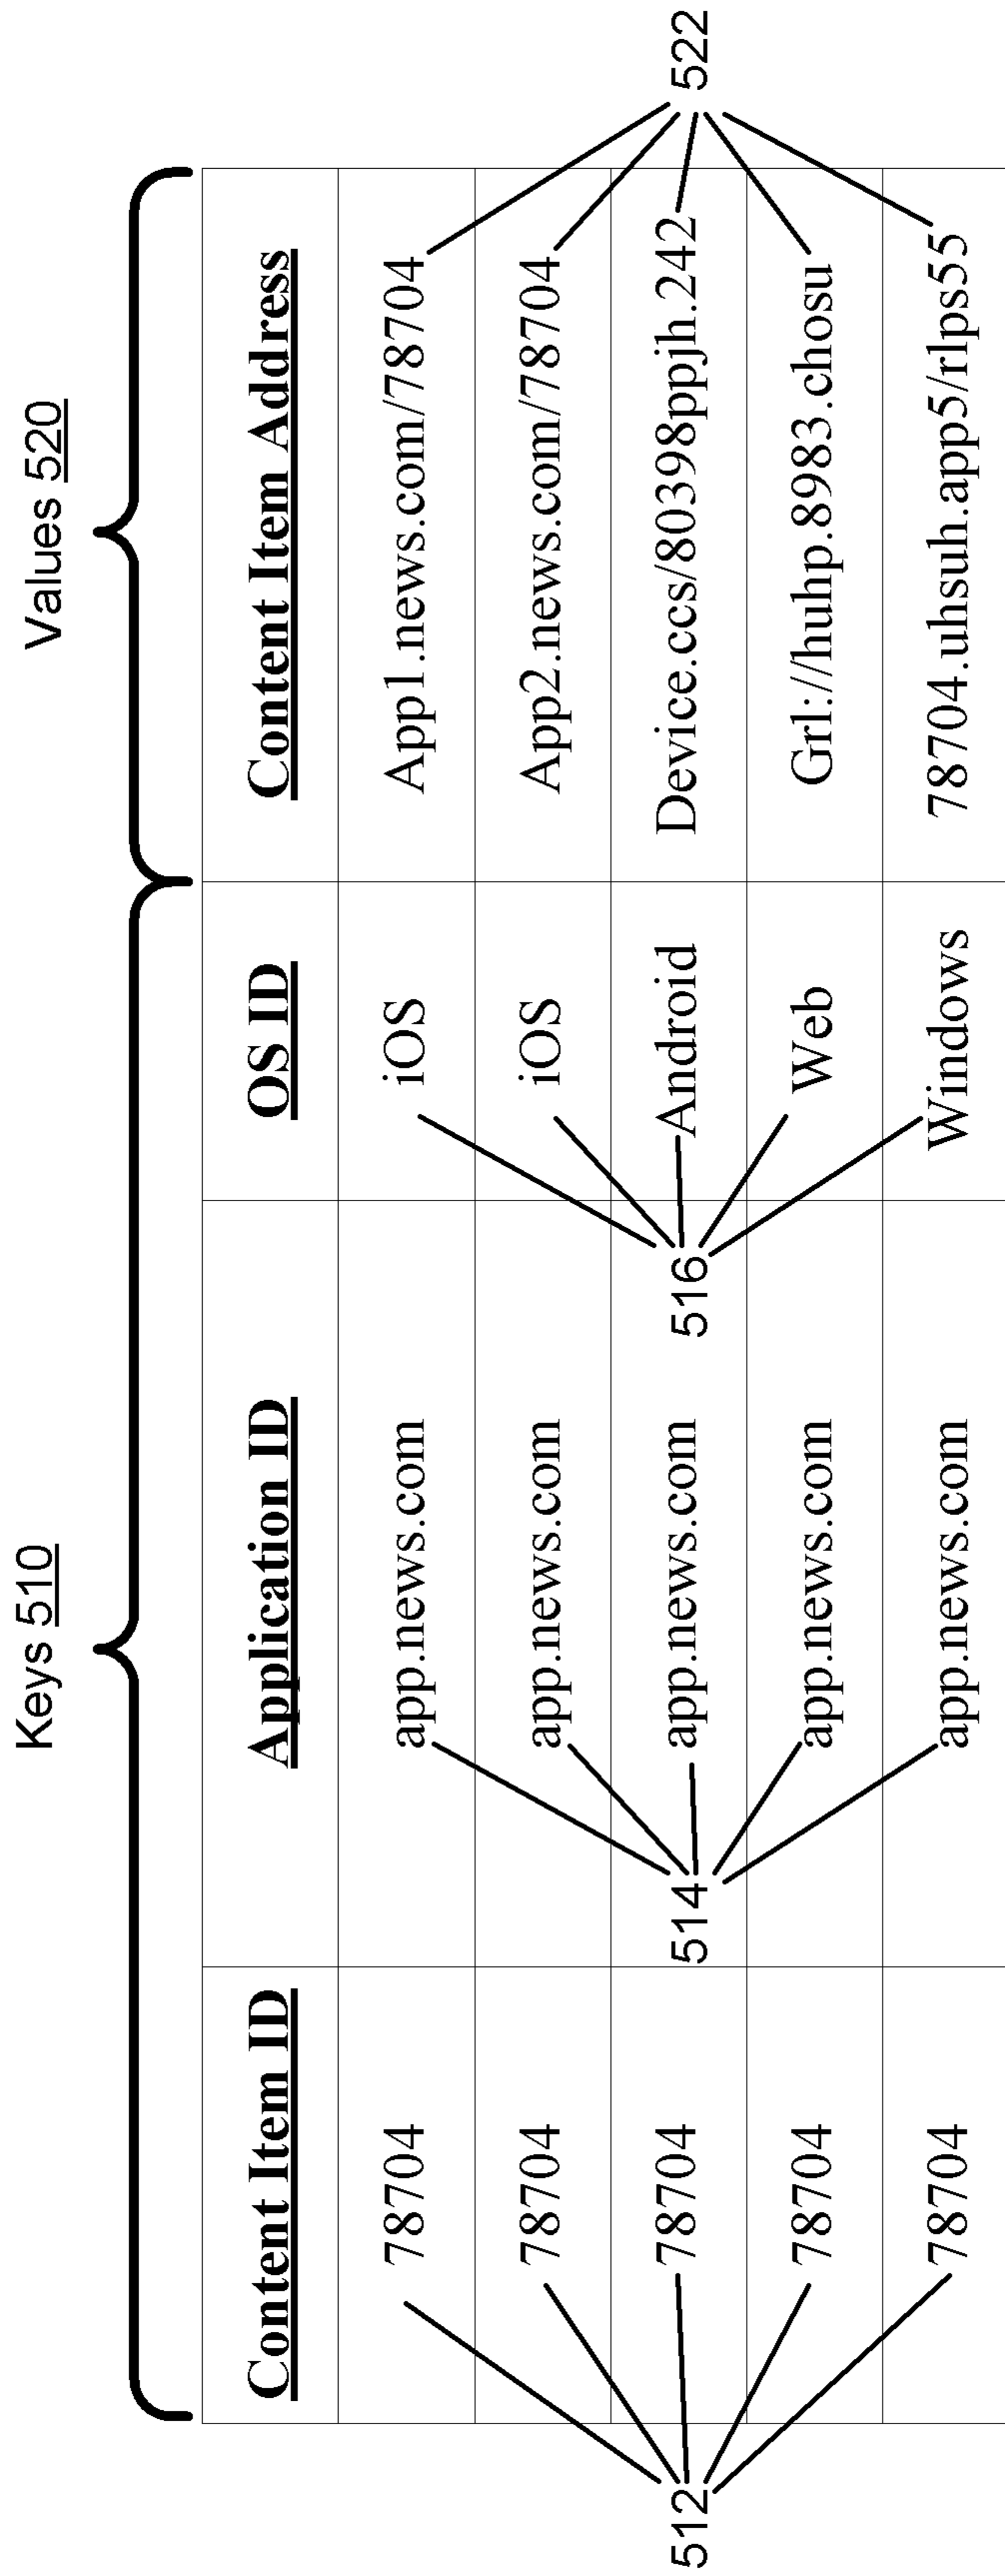 Keys 510
Values 520
Content Item ID
Application ID
OS ID
Content Item Address
78704
app.news.com
iOS
App1.news.com/78704
78704
app.news.com
iOS
App2.news.com/78704
512
78704
514
app.news.com
516
Android
Device.ccs/80398ppjh.242
522
78704
app.news.com
Web
Grl://huhp.8983.chosu
78704
app.news.com
Windows
78704.uhsuh.app5/rlps55